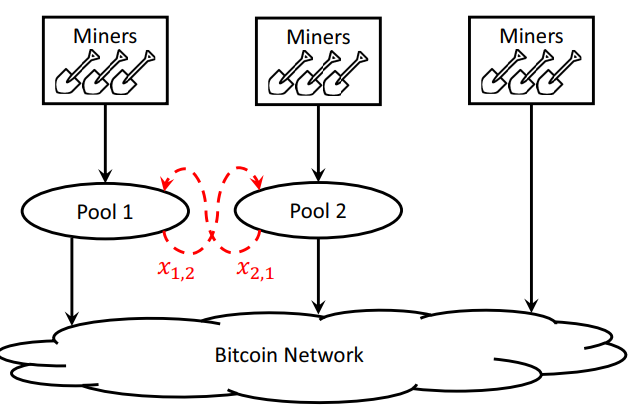 Miners
Miners
Miners
Pool 1
Pool 2
x₁,₂
x₂,₁
Bitcoin Network